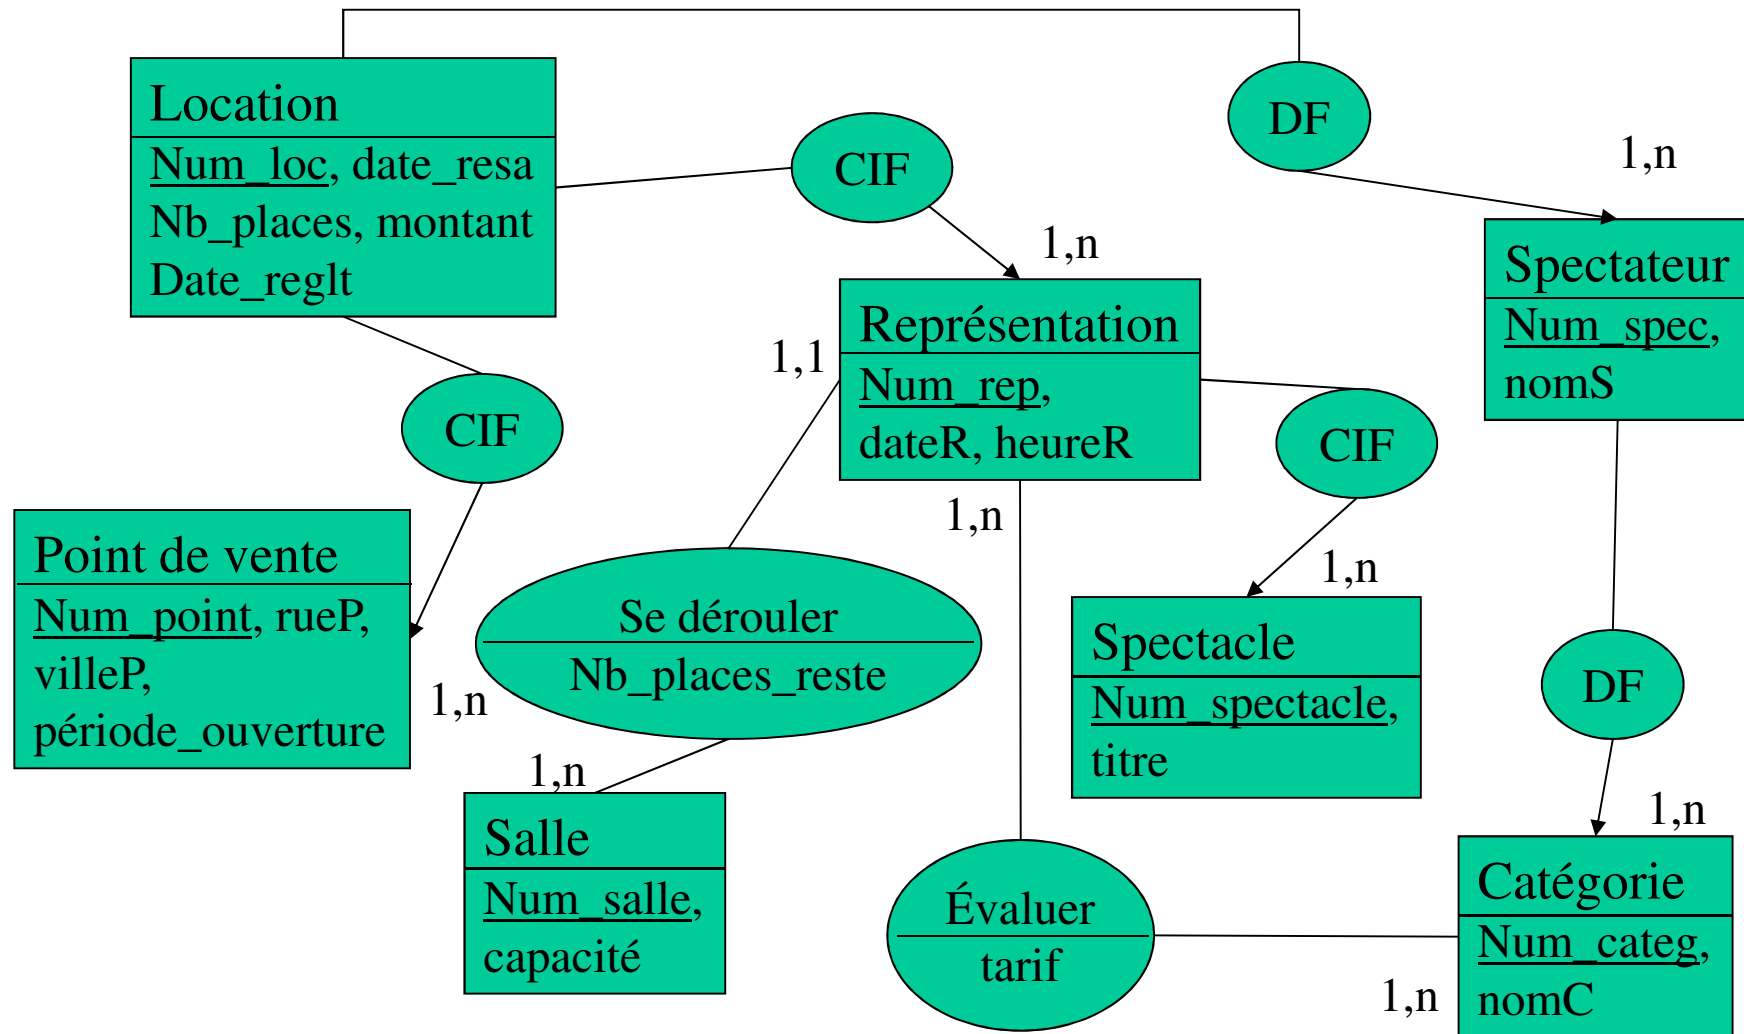 Location
Num_loc, date_resa
Nb_places, montant
Date_reglt
CIF
1,n
DF
1,n
Spectateur
Num_spec,
nomS
Représentation
Num_rep,
dateR, heureR
1,1
CIF
CIF
1,n
1,n
Point de vente
Num_point, rueP,
villeP,
période_ouverture
1,n
Se dérouler
Nb_places_reste
1,n
Spectacle
Num_spectacle,
titre
DF
1,n
Salle
Num_salle,
capacité
Évaluer
tarif
1,n
Catégorie
Num_categ,
nomC